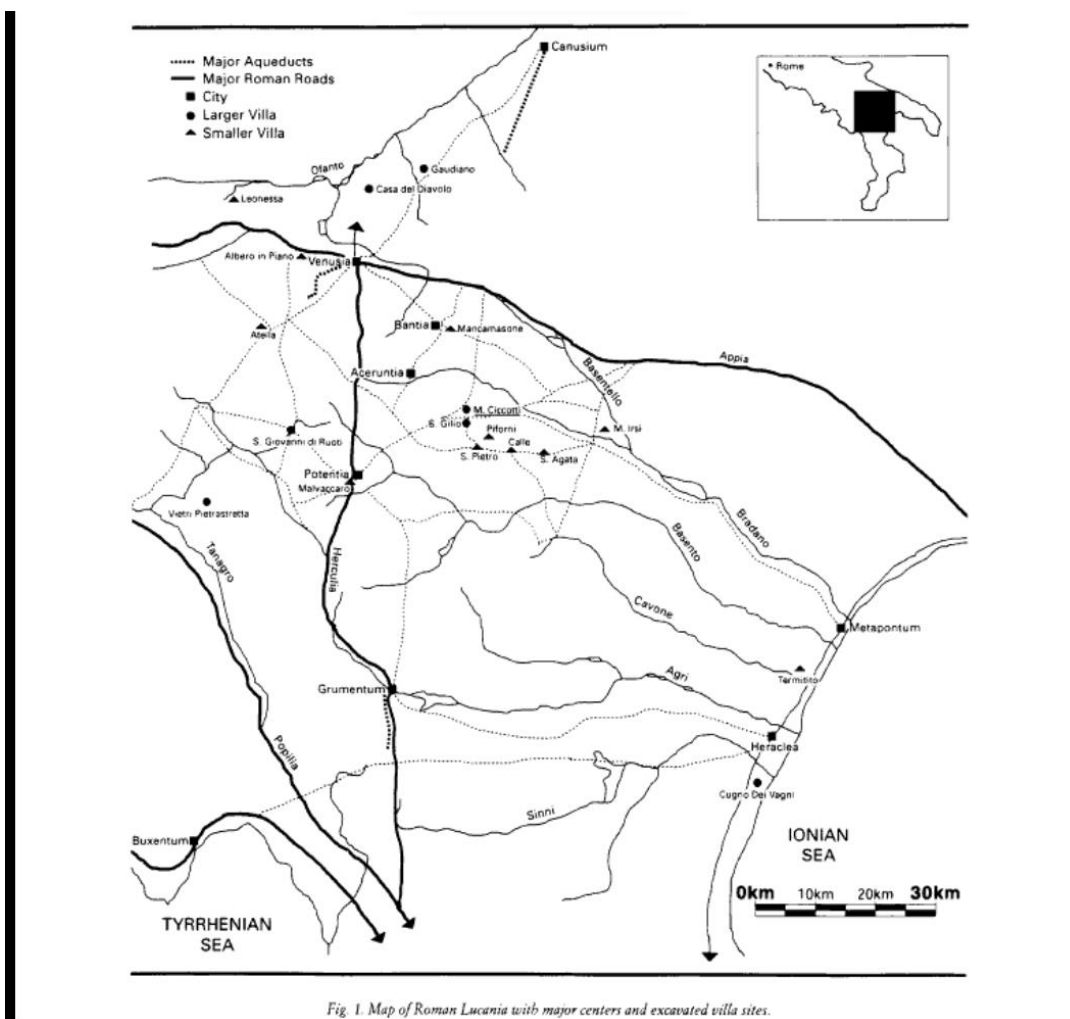 Major Aqueducts
Major Roman Roads
City
Larger Villa
Smaller Villa
Canusium
Rome
Ofanto
Gaudiano
Casa del Diavolo
Leonessa
Albero in Piano
Venusia
Atella
Bantia
Mancamasone
Appia
Aceruntia
Basentello
M. Ciccotti
S. Gilio
Piforni
M. Irsi
S. Giovanni di Ruoti
Calle
S. Pietro
S. Agata
Potentia
Malvaccaro
Vietri Pietrastretta
Bradano
Basento
Tanagro
Herculia
Cavone
Metapontum
Termitito
Agri
Grumentum
Heraclea
Popilia
Cugno Dei Vagni
Sinni
Buxentum
IONIAN
SEA
0km 10km 20km 30km
TYRRHENIAN
SEA
Fig. 1. Map of Roman Lucania with major centers and excavated villa sites.